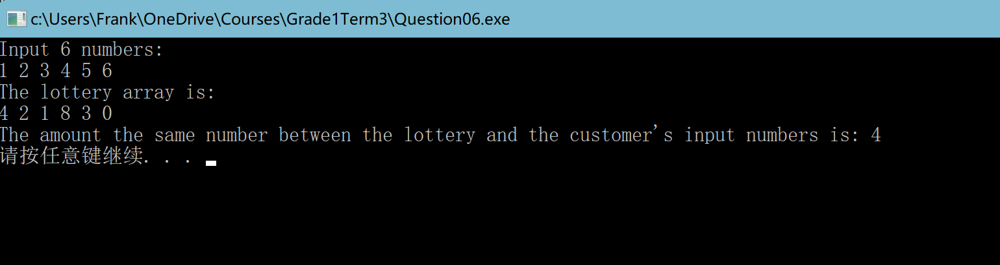 c:\Users\Frank\OneDrive\Courses\Grade1Term3\Question06.exe
Input 6 numbers:
1 2 3 4 5 6
The lottery array is:
4 2 1 8 3 0
The amount the same number between the lottery and the customer's input numbers is: 4
请按任意键继续. . .